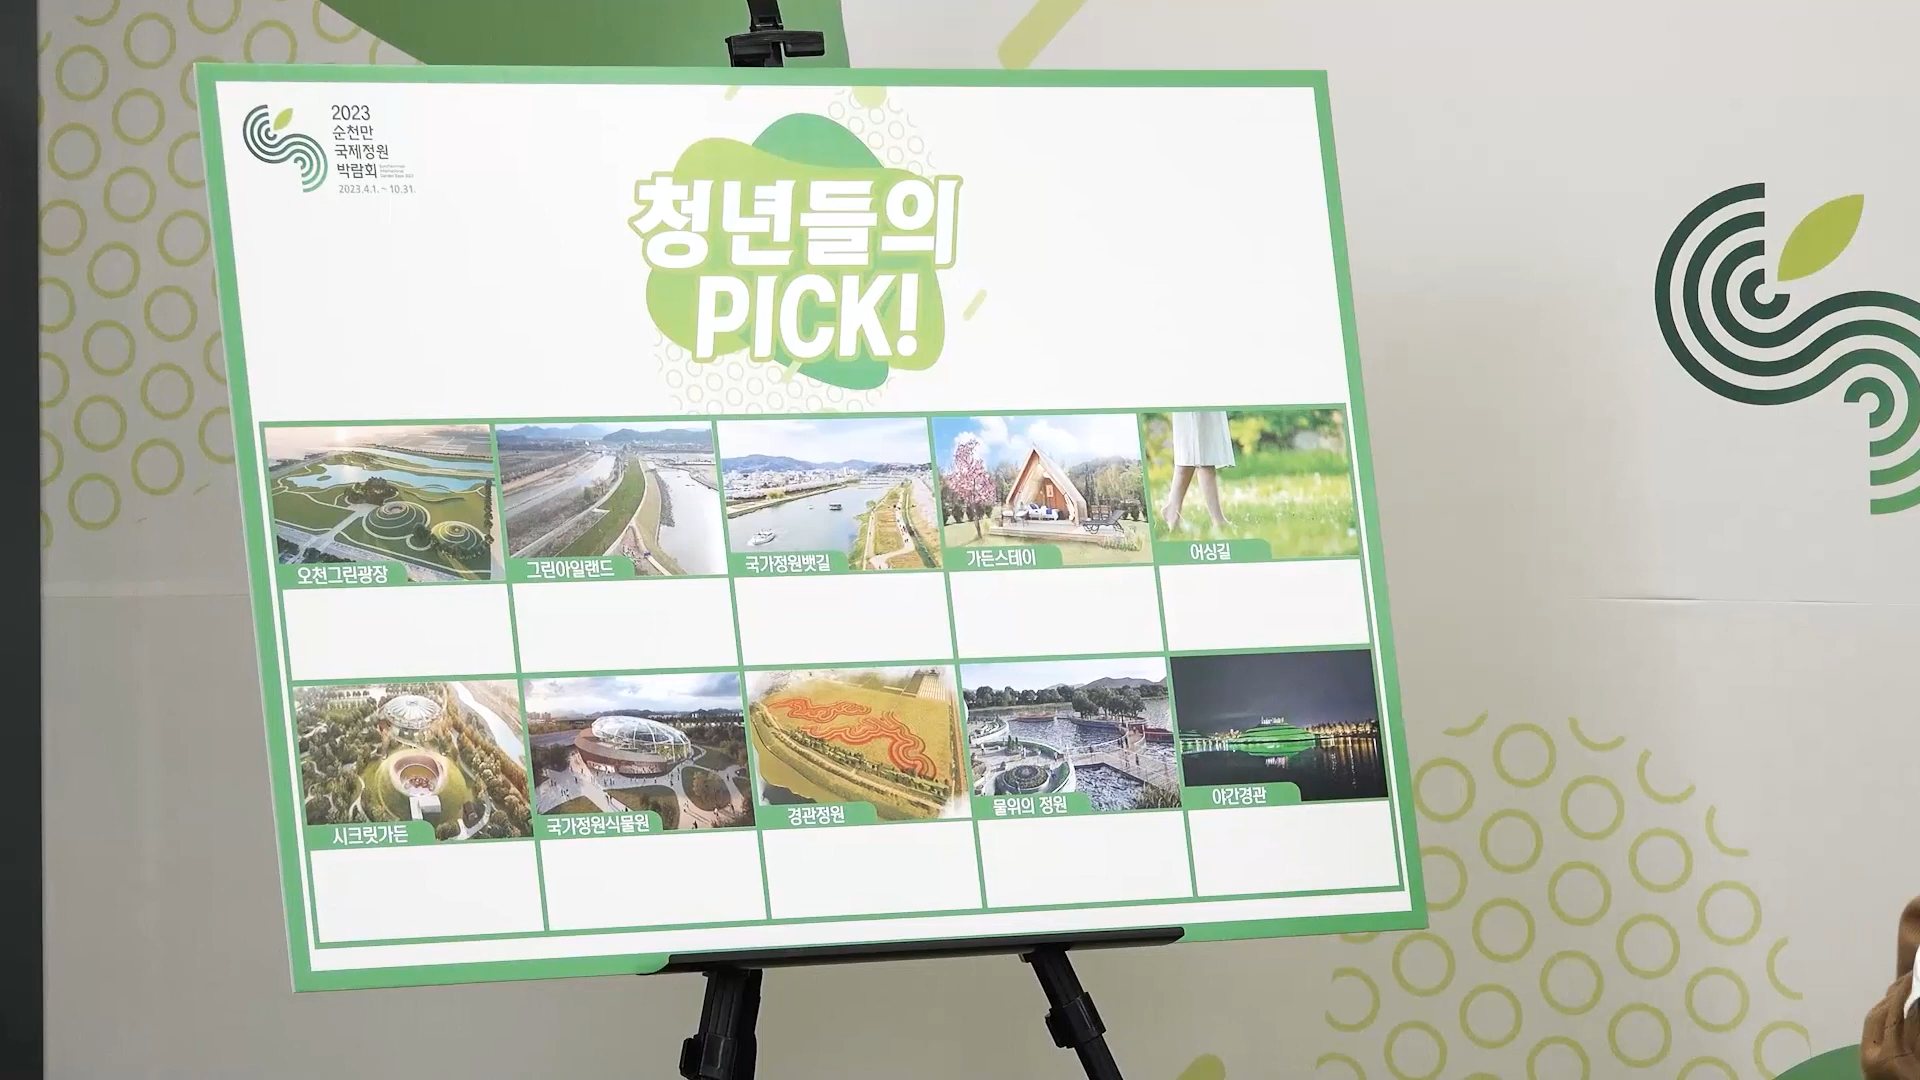 2023
순천만
국제정원
박람회
2023.4.1. ~ 10.31.
청년들의
PICK!
오천그린광장
그린아일랜드
국가정원뱃길
가든스테이
어싱길
시크릿가든
국가정원식물원
경관정원
물위의 정원
야간경관